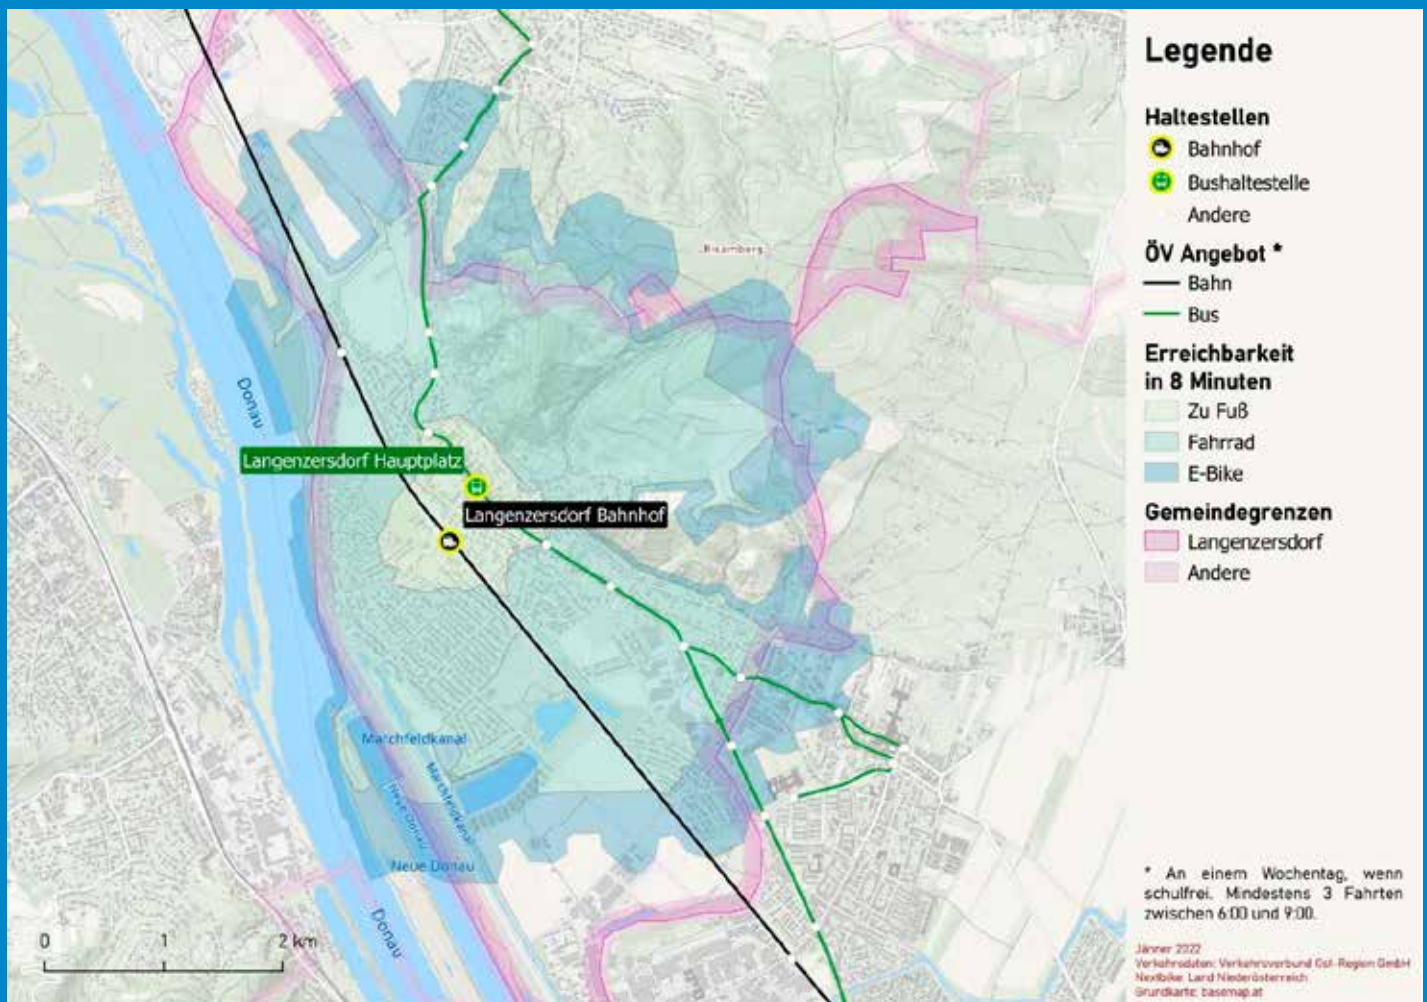 Legende
Haltestellen
Bahnhof
Bushaltestelle
Andere
ÖV Angebot *
Bahn
Bus
Erreichbarkeit
in 8 Minuten
Zu Fuß
Fahrrad
E-Bike
Gemeindegrenzen
Langenzersdorf
Andere
Bisamberg
Donau
Langenzersdorf Hauptplatz
Langenzersdorf Bahnhof
Marchfeldkanal
Marchfeldkanal
Neue Donau
Neue Donau
Donau
0 1 2 km
* An einem Wochentag, wenn
schulfrei. Mindestens 3 Fahrten
zwischen 6:00 und 9:00.
Jänner 2022
Verkehrsdaten: Verkehrsverbund Ost-Region GmbH
Nextbike, Land Niederösterreich
Grundkarte: basemap.at